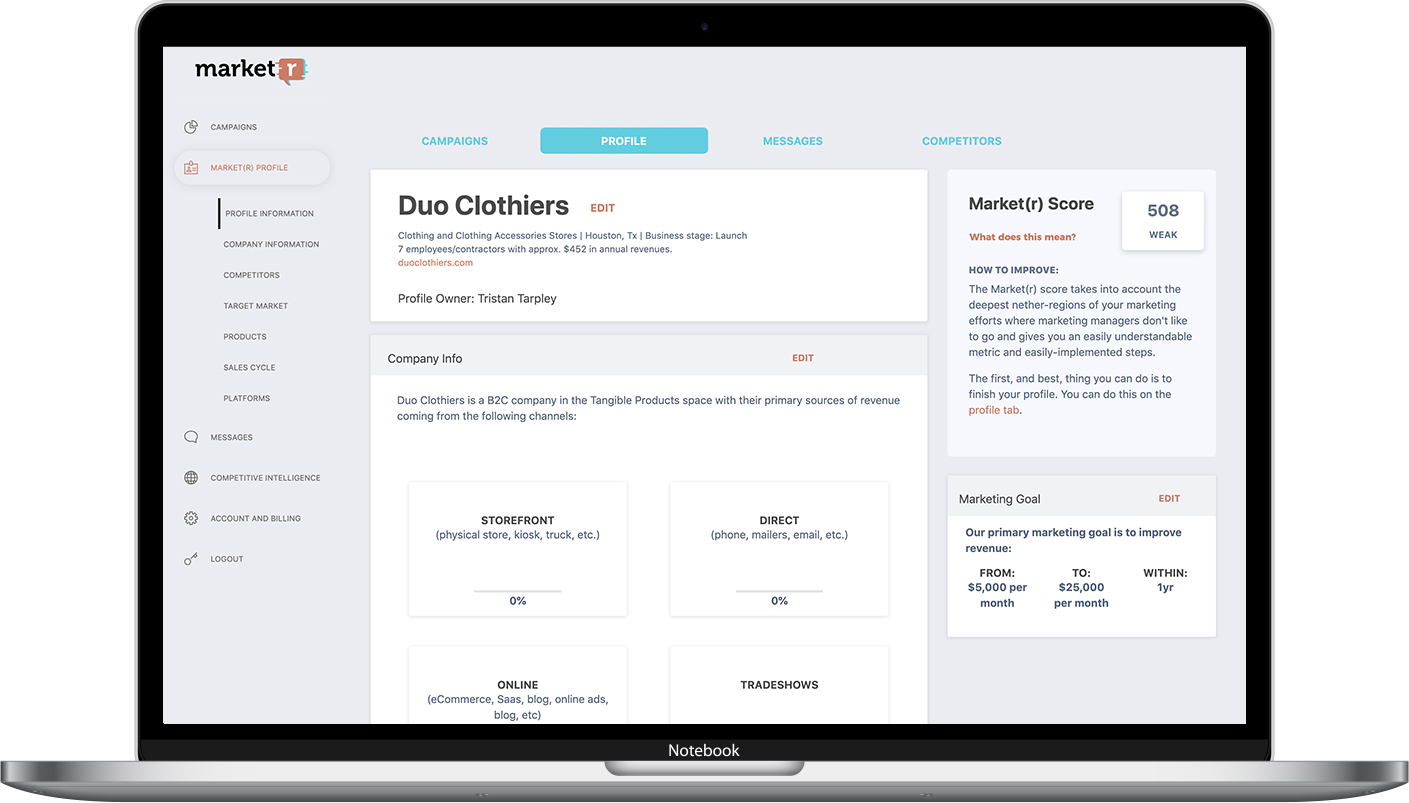 marketr
CAMPAIGNS
MARKET(R) PROFILE
PROFILE INFORMATION
COMPANY INFORMATION
COMPETITORS
TARGET MARKET
PRODUCTS
SALES CYCLE
PLATFORMS
MESSAGES
COMPETITIVE INTELLIGENCE
ACCOUNT AND BILLING
LOGOUT
CAMPAIGNS
PROFILE
MESSAGES
COMPETITORS
Duo Clothiers EDIT
Clothing and Clothing Accessories Stores | Houston, Tx | Business stage: Launch
7 employees/contractors with approx. $452 in annual revenues.
duoclothiers.com
Profile Owner: Tristan Tarpley
Company Info EDIT
Duo Clothiers is a B2C company in the Tangible Products space with their primary sources of revenue
coming from the following channels:
STOREFRONT
(physical store, kiosk, truck, etc.)
0%
DIRECT
(phone, mailers, email, etc.)
0%
ONLINE
(eCommerce, Saas, blog, online ads,
blog, etc)
TRADESHOWS
Market(r) Score
508
WEAK
What does this mean?
HOW TO IMPROVE:
The Market(r) score takes into account the
deepest nether-regions of your marketing
efforts where marketing managers don't like
to go and gives you an easily understandable
metric and easily-implemented steps.
The first, and best, thing you can do is to
finish your profile. You can do this on the
profile tab.
Marketing Goal EDIT
Our primary marketing goal is to improve
revenue:
FROM:
$5,000 per
month
TO:
$25,000
per month
WITHIN:
1yr
Notebook